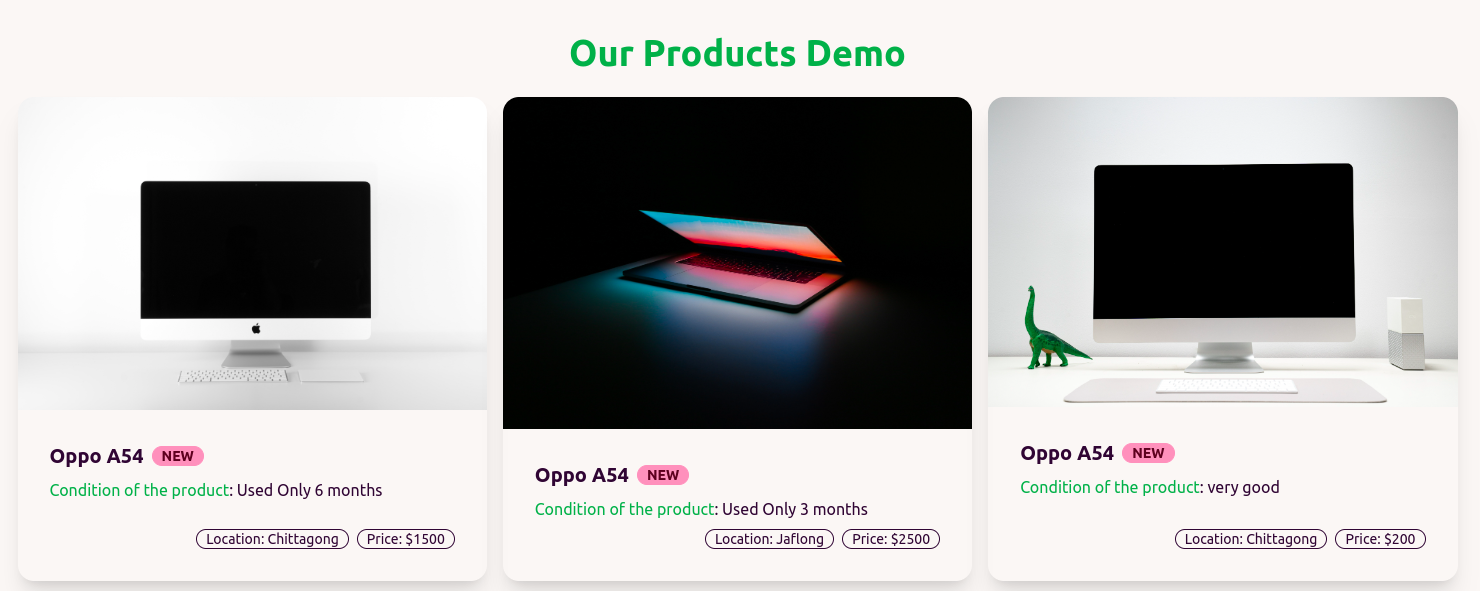 Our Products Demo
Oppo A54 NEW
Condition of the product: Used Only 6 months
Location: Chittagong Price: $1500
Oppo A54 NEW
Condition of the product: Used Only 3 months
Location: Jaflong Price: $2500
Oppo A54 NEW
Condition of the product: very good
Location: Chittagong Price: $200